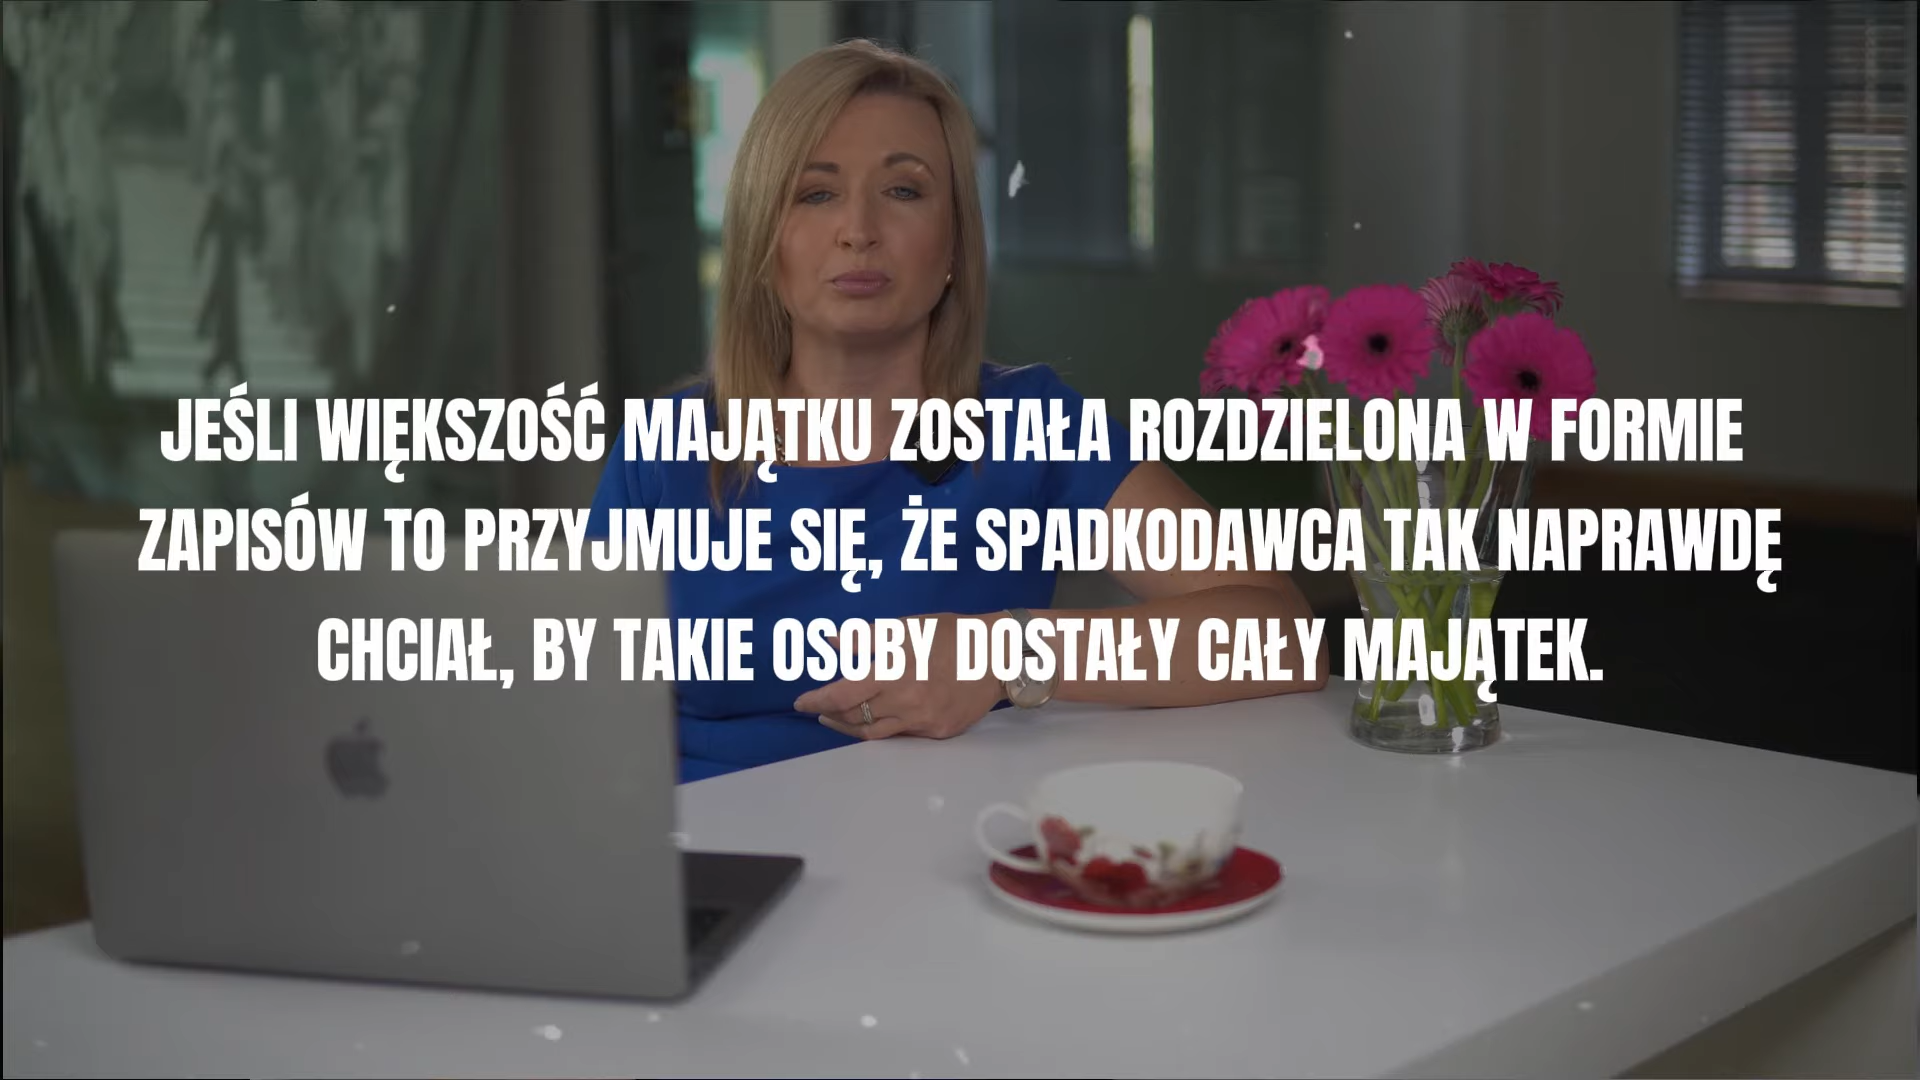 JEŚLI WIĘKSZOŚĆ MAJĄTKU ZOSTAŁA ROZDZIELONA W FORMIE
ZAPISÓW TO PRZYJMUJE SIĘ, ŻE SPADKODAWCA TAK NAPRAWDĘ
CHCIAŁ, BY TAKIE OSOBY DOSTAŁY CAŁY MAJĄTEK.